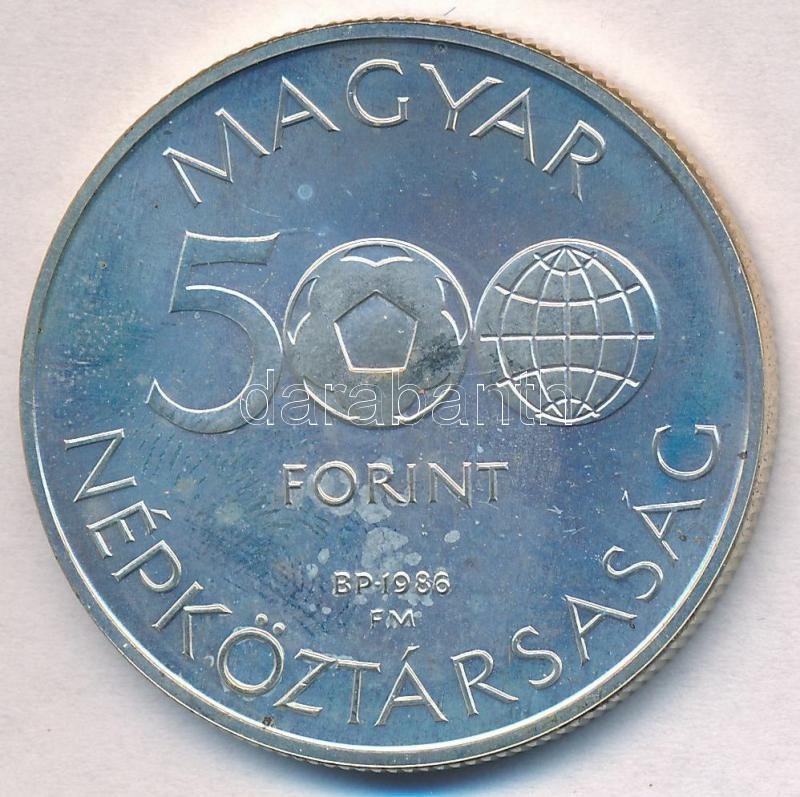 MAGYAR
500
FORINT
BP·1986
FM
NÉPKÖZTÁRSASÁG
darabanth